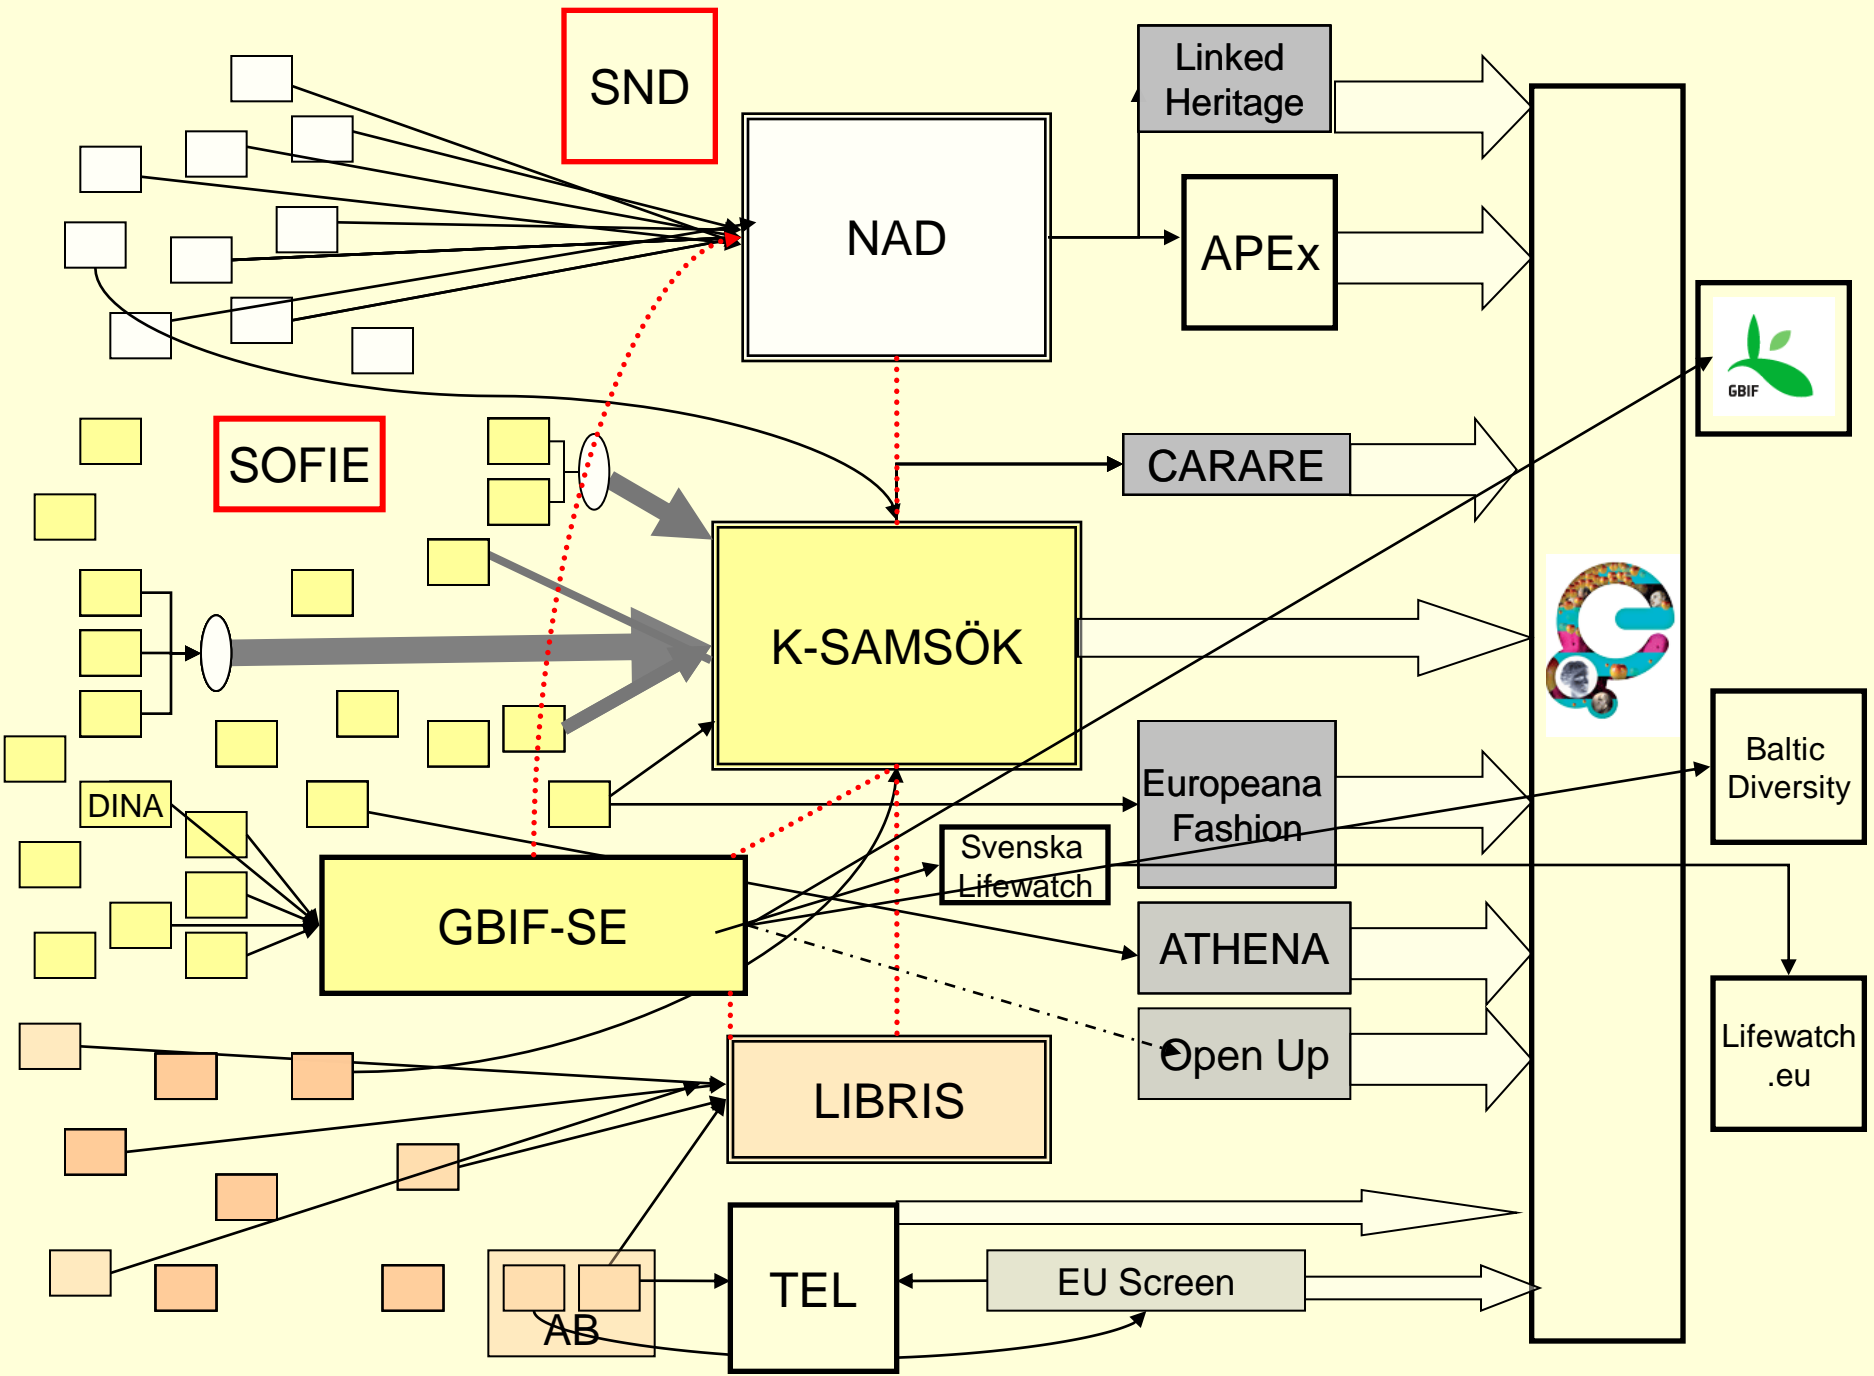 SND
Linked
Heritage
NAD
APEx
GBIF
SOFIE
CARARE
K-SAMSÖK
Europeana
Fashion
Baltic
Diversity
DINA
Svenska
Lifewatch
GBIF-SE
ATHENA
Open Up
Lifewatch
.eu
LIBRIS
TEL
EU Screen
AB